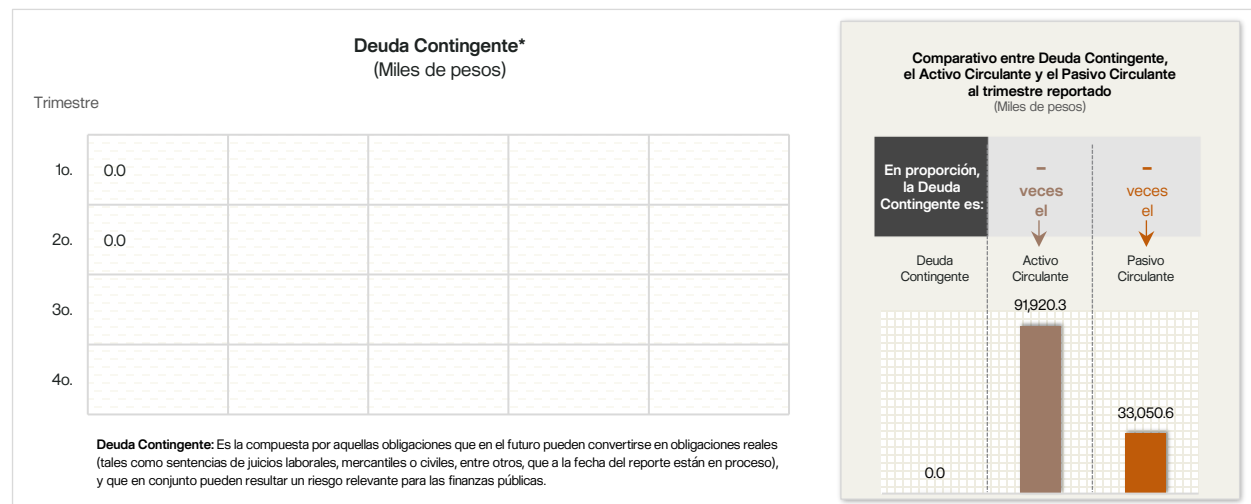 Deuda Contingente*
(Miles de pesos)
Trimestre
1o. 0.0
2o. 0.0
3o.
4o.
Deuda Contingente: Es la compuesta por aquellas obligaciones que en el futuro pueden convertirse en obligaciones reales
(tales como sentencias de juicios laborales, mercantiles o civiles, entre otros, que a la fecha del reporte están en proceso),
y que en conjunto pueden resultar un riesgo relevante para las finanzas públicas.
Comparativo entre Deuda Contingente,
el Activo Circulante y el Pasivo Circulante
al trimestre reportado
(Miles de pesos)
En proporción,
la Deuda
Contingente es:
–
veces
el
–
veces
el
Deuda
Contingente
Activo
Circulante
Pasivo
Circulante
91,920.3
33,050.6
0.0